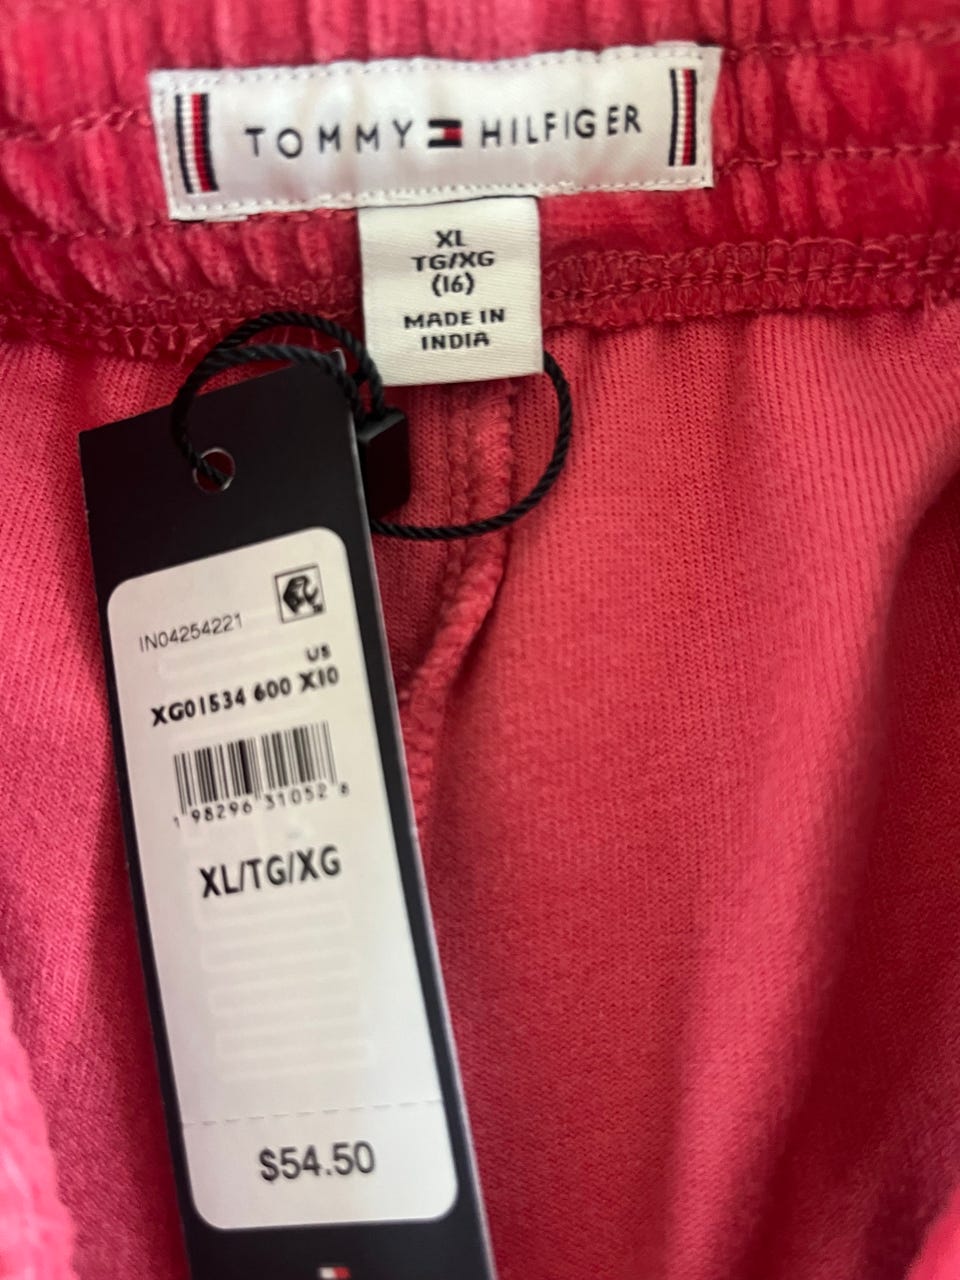 TOMMY HILFIGER
XL
TG/XG
(16)
MADE IN
INDIA
IN04254221
US
XG01534 600 X10
1 98296 31052 8
XL/TG/XG
$54.50